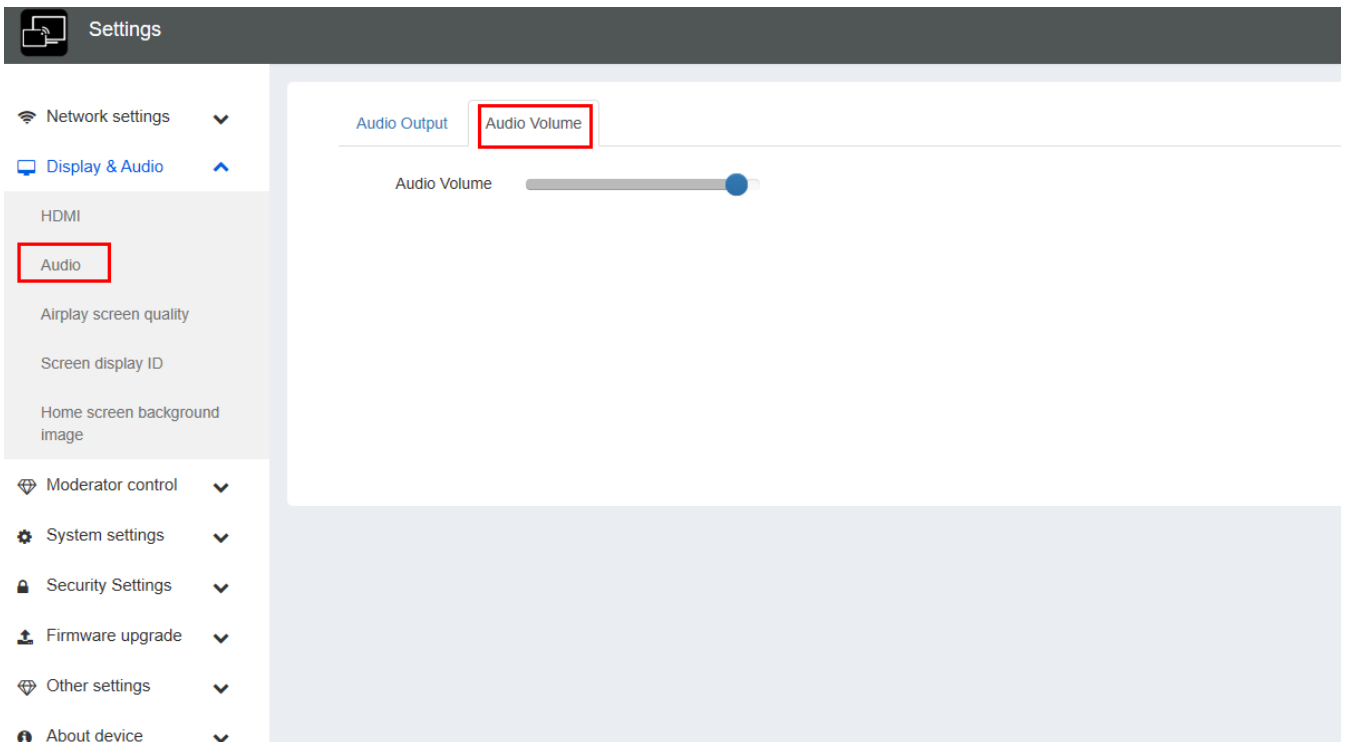 Settings
Network settings
Display & Audio
HDMI
Audio
Airplay screen quality
Screen display ID
Home screen background
image
Moderator control
System settings
Security Settings
Firmware upgrade
Other settings
About device
Audio Output
Audio Volume
Audio Volume